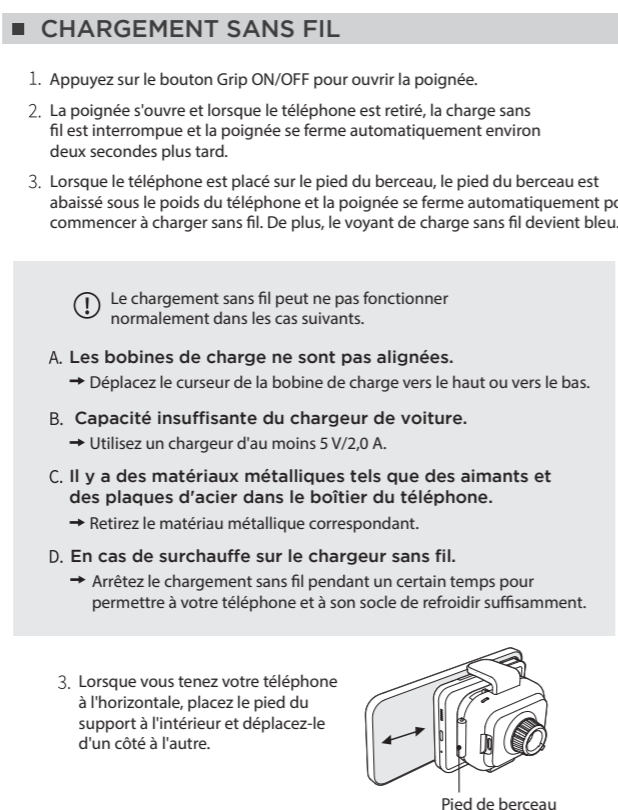 ■ CHARGEMENT SANS FIL
1. Appuyez sur le bouton Grip ON/OFF pour ouvrir la poignée.
2. La poignée s'ouvre et lorsque le téléphone est retiré, la charge sans
fil est interrompue et la poignée se ferme automatiquement environ
deux secondes plus tard.
3. Lorsque le téléphone est placé sur le pied du berceau, le pied du berceau est
abaissé sous le poids du téléphone et la poignée se ferme automatiquement
commencer à charger sans fil. De plus, le voyant de charge sans fil devient bleu.
! Le chargement sans fil peut ne pas fonctionner
normalement dans les cas suivants.
A. Les bobines de charge ne sont pas alignées.
➞ Déplacez le curseur de la bobine de charge vers le haut ou vers le bas.
B. Capacité insuffisante du chargeur de voiture.
➞ Utilisez un chargeur d'au moins 5 V/2,0 A.
C. Il y a des matériaux métalliques tels que des aimants et
des plaques d'acier dans le boîtier du téléphone.
➞ Retirez le matériau métallique correspondant.
D. En cas de surchauffe sur le chargeur sans fil.
➞ Arrêtez le chargement sans fil pendant un certain temps pour
permettre à votre téléphone et à son socle de refroidir suffisamment.
3. Lorsque vous tenez votre téléphone
à l'horizontale, placez le pied du
support à l'intérieur et déplacez-le
d'un côté à l'autre.
Pied de berceau